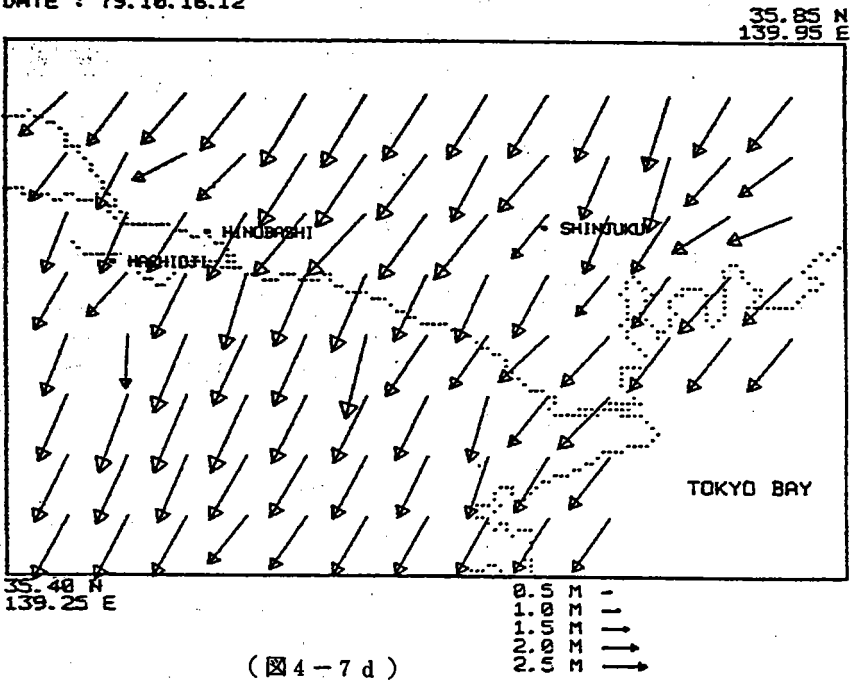 DATE : 79.10.16.12
35.85 N
139.95 E
HINOBASHI
SHINJUKU
HACHIOJI
TOKYO BAY
35.40 N
139.25 E
0.5 M
1.0 M
1.5 M
2.0 M
2.5 M
(図4-7d)